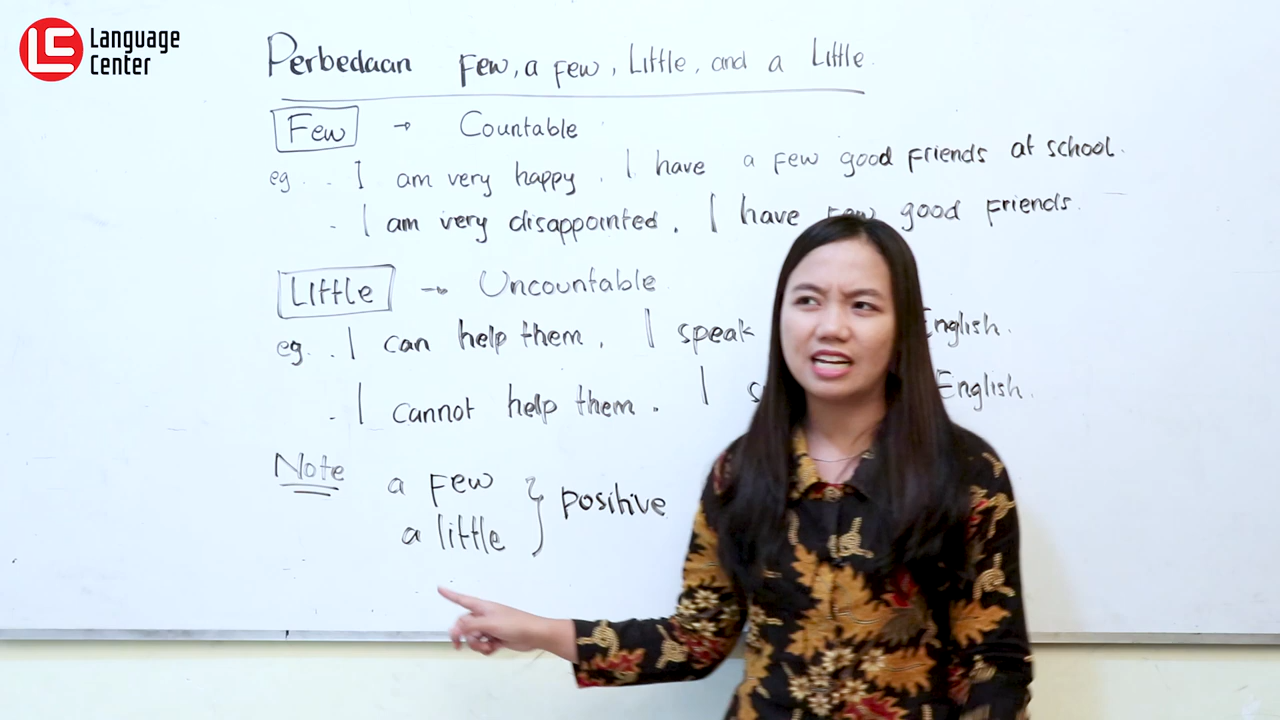 Language
Center
Perbedaan Few, a few, Little, and a Little.
Few → Countable
eg. . I am very happy. I have a few good friends at school.
- I am very disappointed. I have few good friends.
Little → Uncountable
eg. . I can help them. I speak English.
- I cannot help them. I English.
Note a few } positive
a little